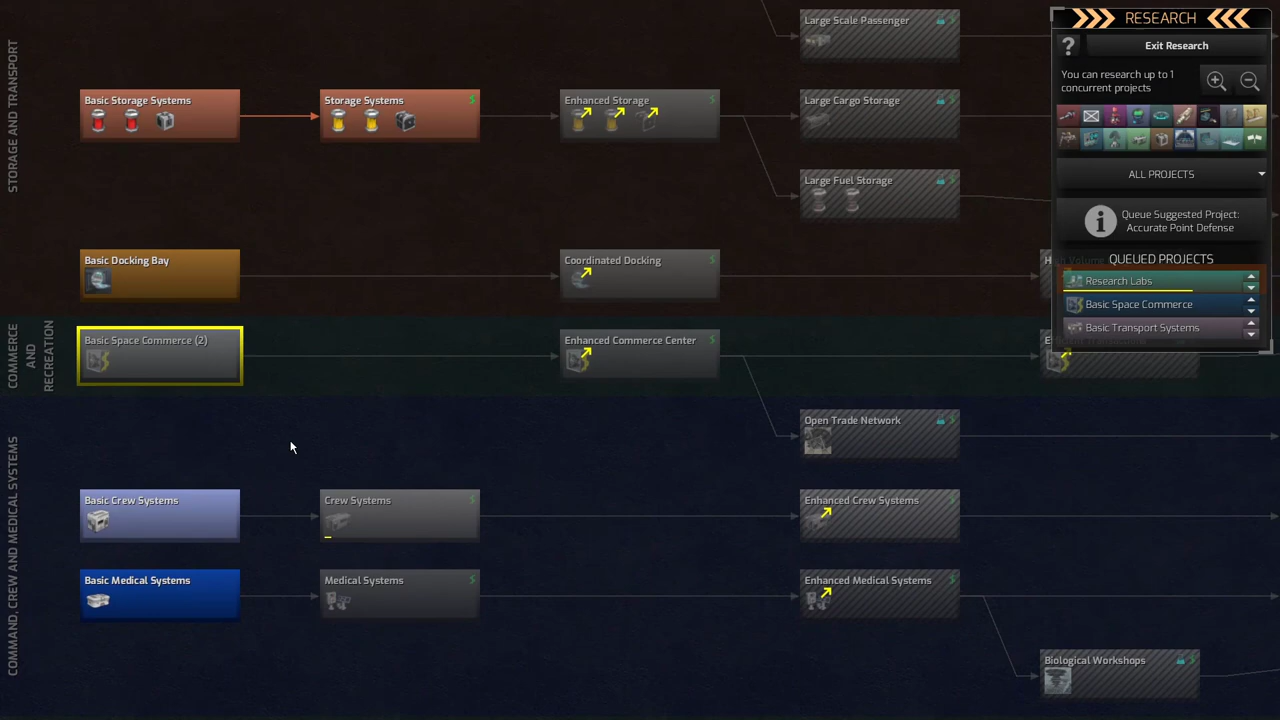 STORAGE AND TRANSPORT
COMMERCE
AND
RECREATION
COMMAND, CREW AND MEDICAL SYSTEMS
Large Scale Passenger
Basic Storage Systems
Storage Systems
Enhanced Storage
Large Cargo Storage
Large Fuel Storage
Basic Docking Bay
Coordinated Docking
Basic Space Commerce (2)
Enhanced Commerce Center
Open Trade Network
Basic Crew Systems
Crew Systems
Enhanced Crew Systems
Basic Medical Systems
Medical Systems
Enhanced Medical Systems
Biological Workshops
RESEARCH
?
Exit Research
You can research up to 1
concurrent projects
ALL PROJECTS
Queue Suggested Project:
Accurate Point Defense
QUEUED PROJECTS
Research Labs
Basic Space Commerce
Basic Transport Systems